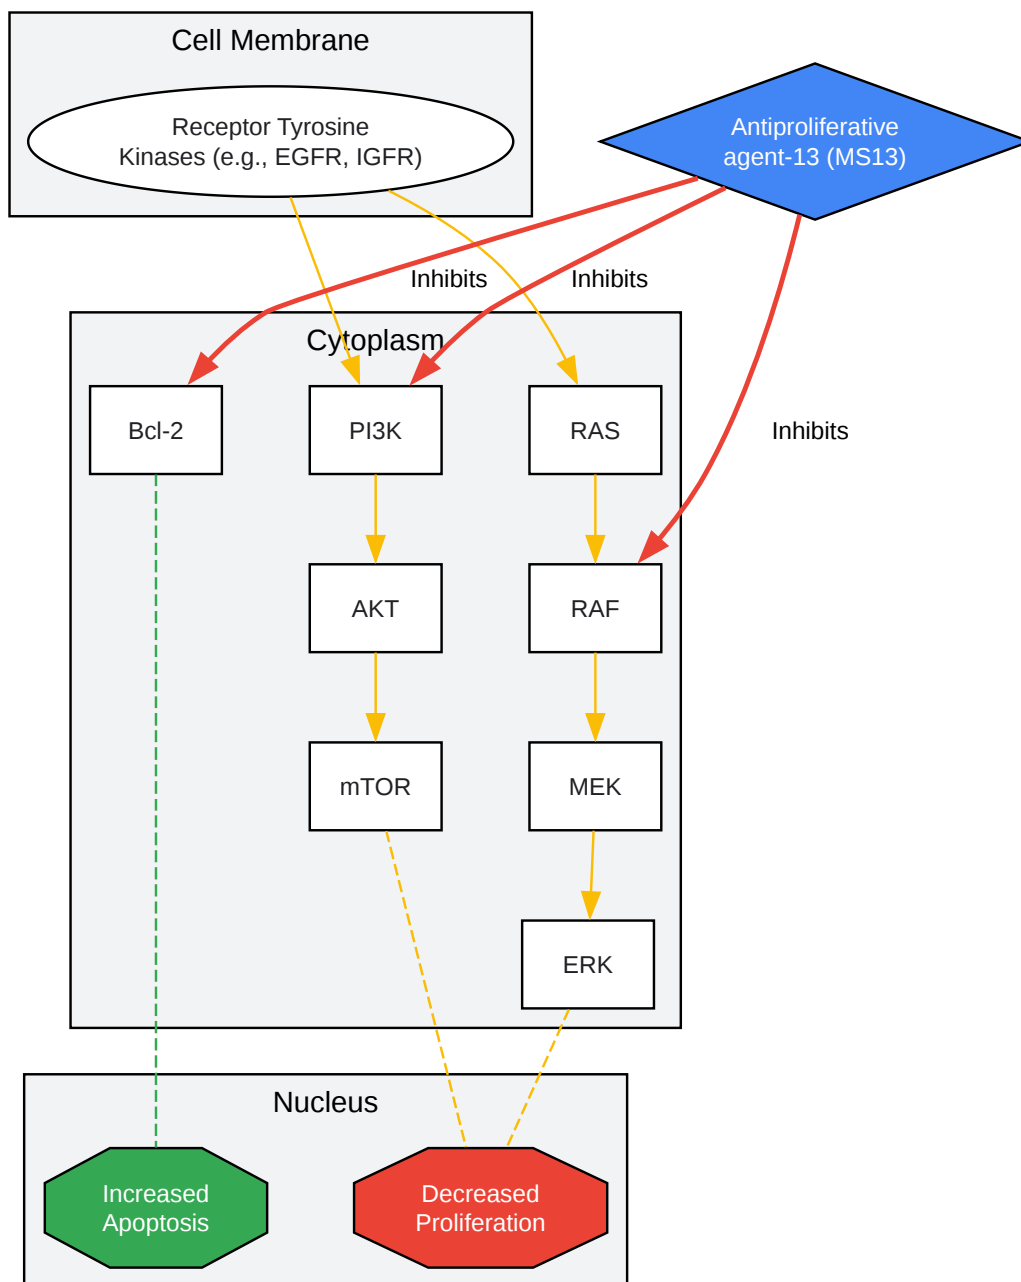 Cell Membrane
Receptor Tyrosine
Kinases (e.g., EGFR, IGFR)
Antiproliferative
agent-13 (MS13)
Inhibits
Inhibits
Cytoplasm
Bcl-2
PI3K
RAS
Inhibits
AKT
RAF
mTOR
MEK
ERK
Nucleus
Increased
Apoptosis
Decreased
Proliferation